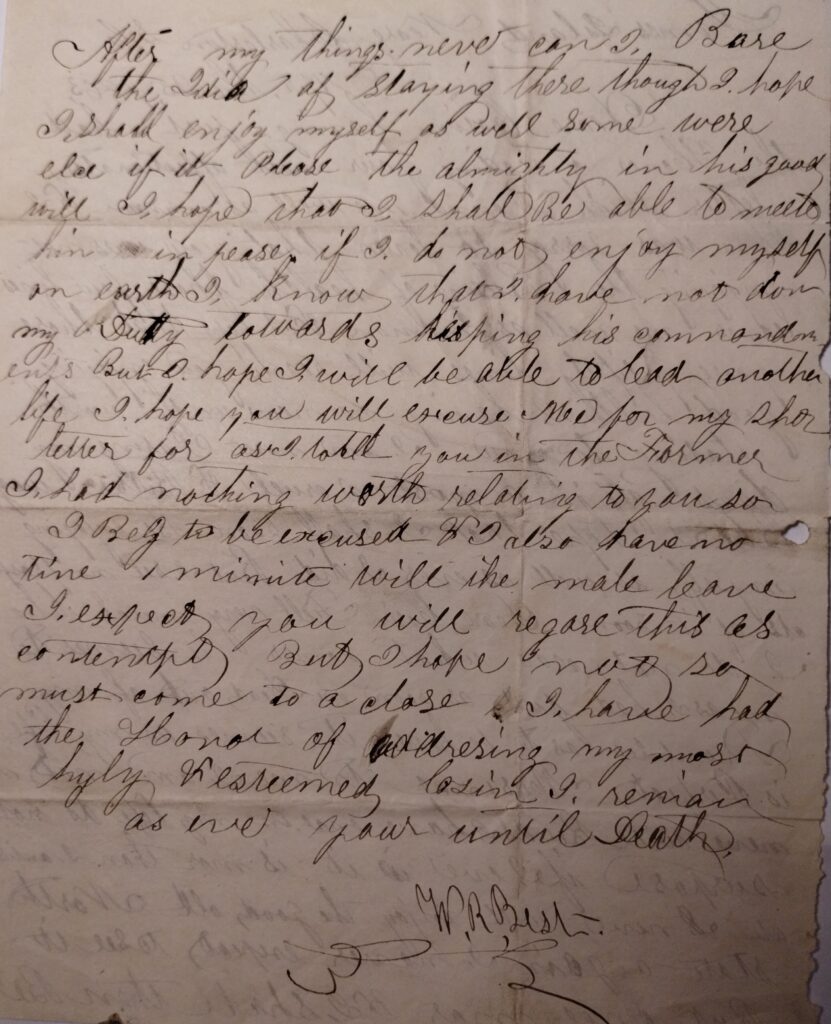 After my things. never can I. Bare
the Idia of staying there though I. hope
I, shall enjoy myself as well some were
else if it Please the almighty in his good
will I, hope that I shall Be able to meete
him in pease, if I. do not enjoy myself
on earth I, know, that I. have not don
my Dutty towards keeping his commandm
ents But I. hope I will be able to lead another
life I. hope you will excuse Me for my shor
letter for as I. told you in the Former
I, had nothing worth relating to you so
I Beg to be excused & I also have no
time 1 minite will the male leave
I. expect, you will regare this as
contempt, But I hope not so
must come to a close I, have had
the Honor of addresing my most
hyly & esteemed, Cosin I. remain
as eve your until Death,
W. R. Best.